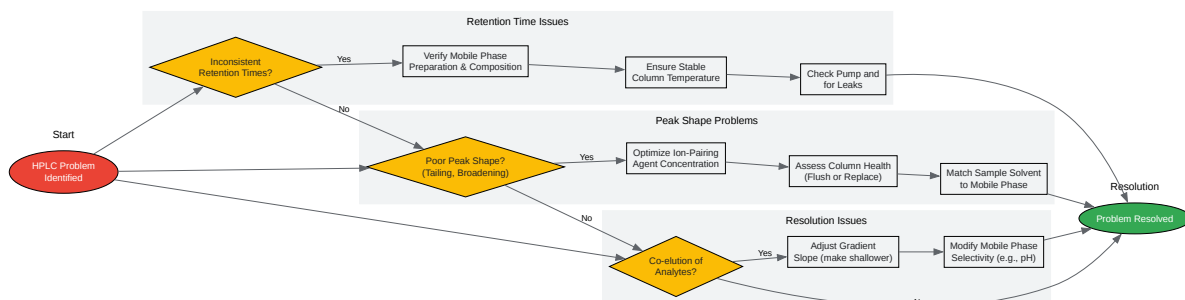 Retention Time Issues
Inconsistent
Retention Times?
Yes
Verify Mobile Phase
Preparation & Composition
Ensure Stable
Column Temperature
Check Pump and
for Leaks
No
Peak Shape Problems
Start
HPLC Problem
Identified
Poor Peak Shape?
(Tailing, Broadening)
Yes
Optimize Ion-Pairing
Agent Concentration
Assess Column Health
(Flush or Replace)
Match Sample Solvent
to Mobile Phase
Resolution
Problem Resolved
No
Resolution Issues
Co-elution of
Analytes?
Yes
Adjust Gradient
Slope (make shallower)
Modify Mobile Phase
Selectivity (e.g., pH)